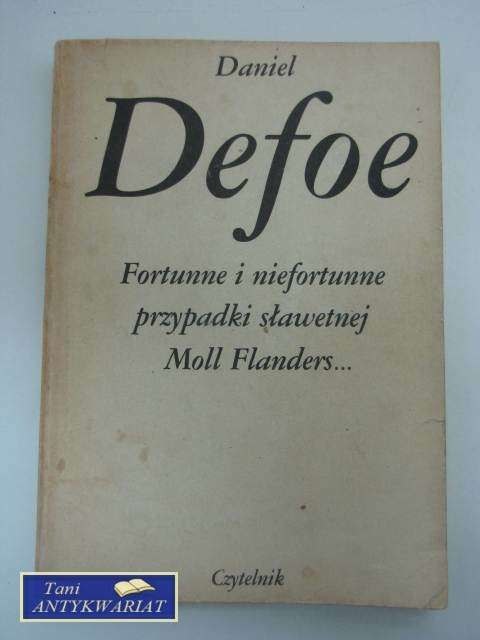 Daniel
Defoe
Fortunne i niefortunne
przypadki sławetnej
Moll Flanders...
Czytelnik
Tani
ANTYKWARIAT